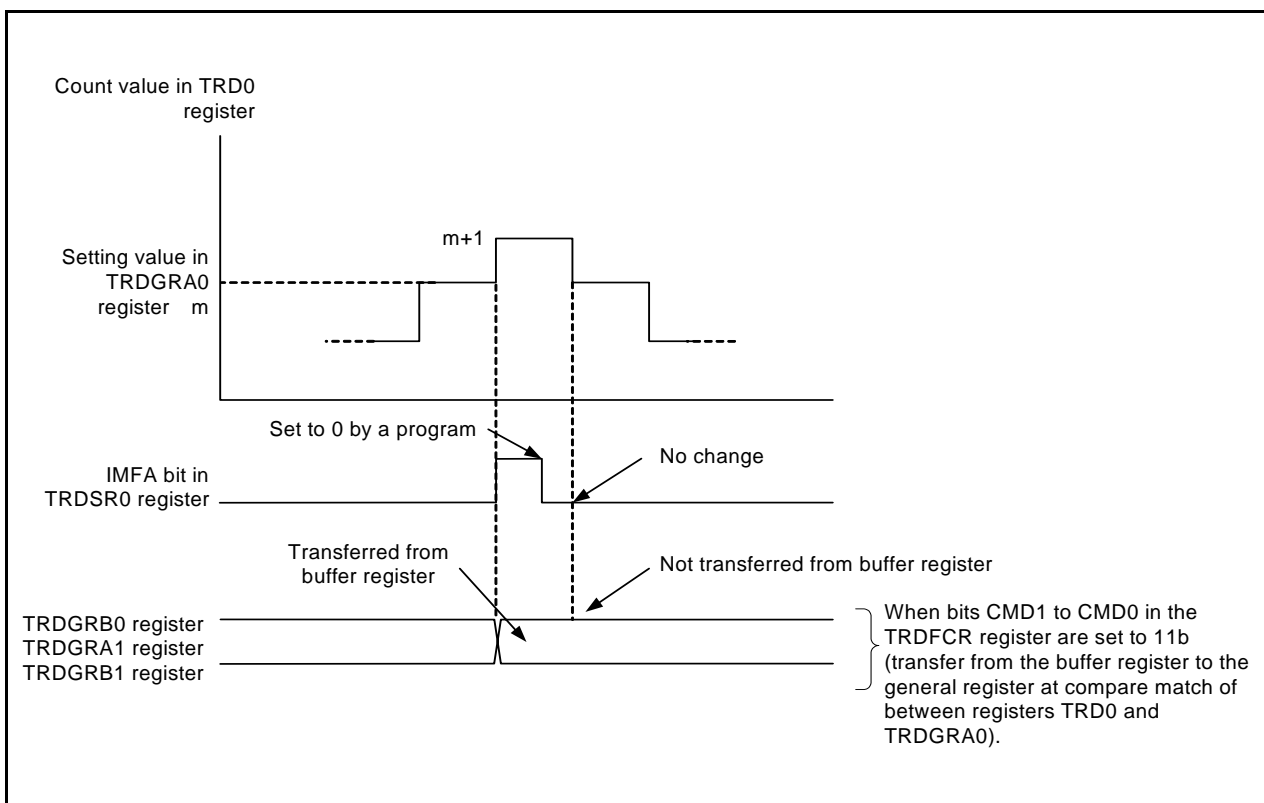 Count value in TRD0
register
m+1
Setting value in
TRDGRA0
register m
Set to 0 by a program
No change
IMFA bit in
TRDSR0 register
Transferred from
buffer register
Not transferred from buffer register
TRDGRB0 register
TRDGRA1 register
TRDGRB1 register
When bits CMD1 to CMD0 in the
TRDFCR register are set to 11b
(transfer from the buffer register to the
general register at compare match of
between registers TRD0 and
TRDGRA0).